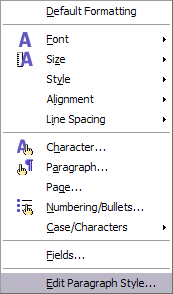 Default Formatting
Font
Size
Style
Alignment
Line Spacing
Character...
Paragraph...
Page...
Numbering/Bullets...
Case/Characters
Fields...
Edit Paragraph Style...